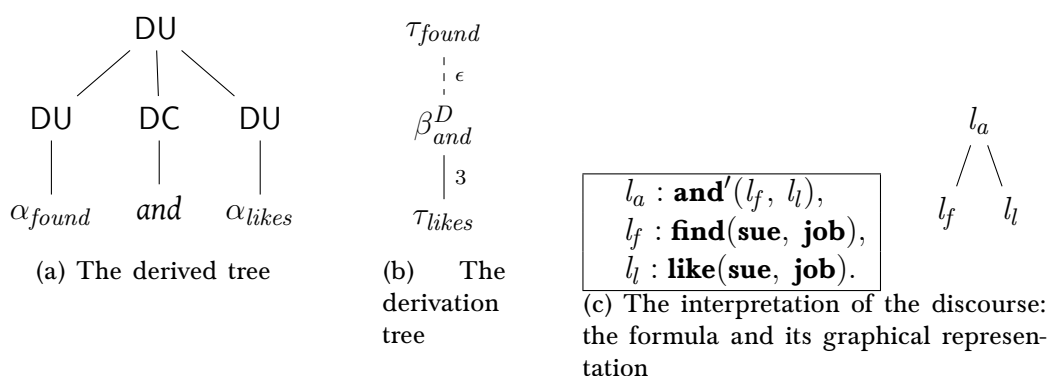 DU
DU DC DU
α_found and α_likes
(a) The derived tree
τ_found
ϵ
β^D_and
3
τ_likes
(b) The
derivation
tree
l_a : and′(l_f, l_l),
l_f : find(sue, job),
l_l : like(sue, job).
l_a
l_f l_l
(c) The interpretation of the discourse:
the formula and its graphical represen-
tation